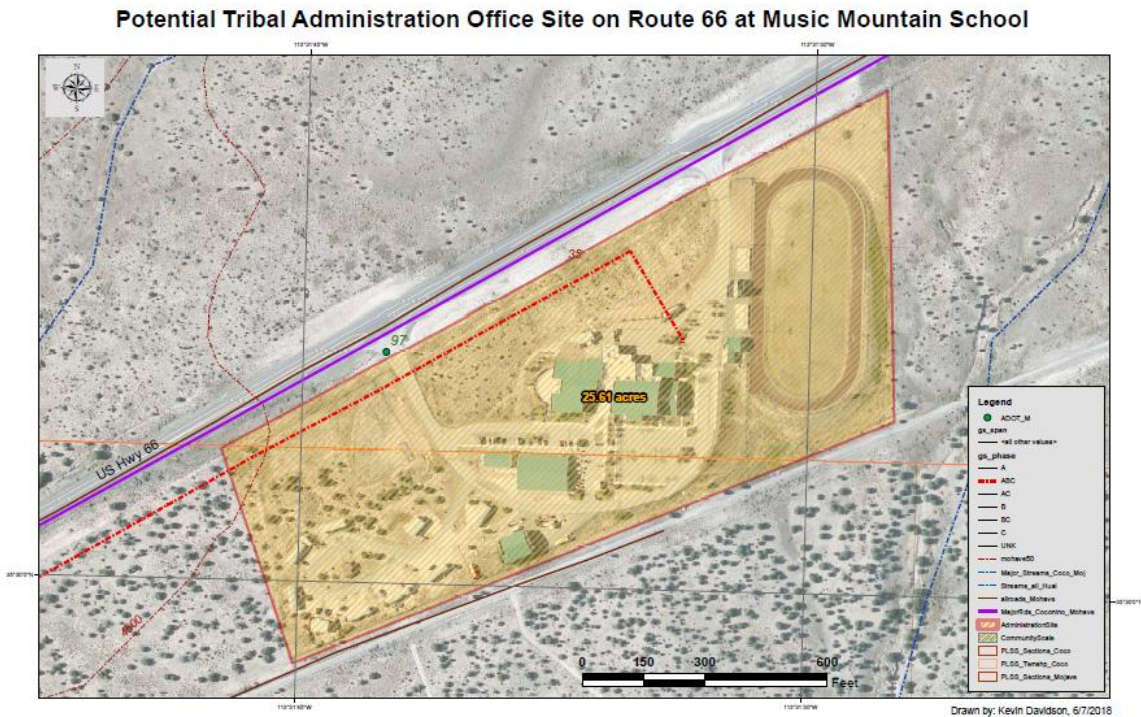 Potential Tribal Administration Office Site on Route 66 at Music Mountain School
N
W E
S
35
97
25.61 acres
US Hwy 66
4600
0 150 300 600
Feet
Legend
ADOT_M
gs_span
<all other values>
gs_phase
A
ABC
AC
B
BC
C
UNK
mohave50
Major_Streams_Coco_Moj
Streams_all_Hual
allroads_Mohave
MajorRds_Coconino_Mohave
AdministrationSite
CommunityScale
PLSS_Sections_Coco
PLSS_Twnshp_Coco
PLSS_Sections_Mojave
Drawn by: Kevin Davidson, 6/7/2018